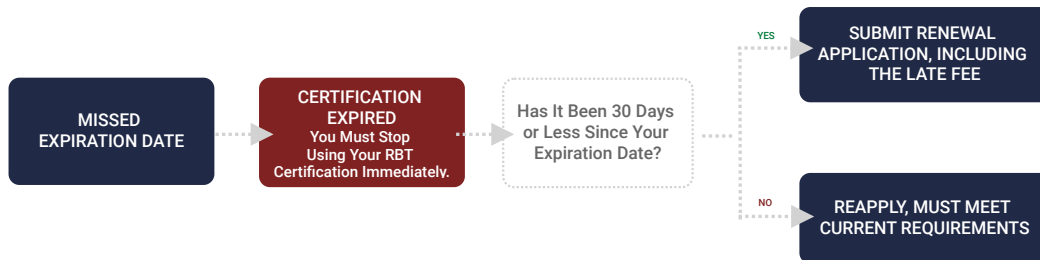 MISSED
EXPIRATION DATE
CERTIFICATION
EXPIRED
You Must Stop
Using Your RBT
Certification Immediately.
Has It Been 30 Days
or Less Since Your
Expiration Date?
YES
SUBMIT RENEWAL
APPLICATION, INCLUDING
THE LATE FEE
NO
REAPPLY, MUST MEET
CURRENT REQUIREMENTS